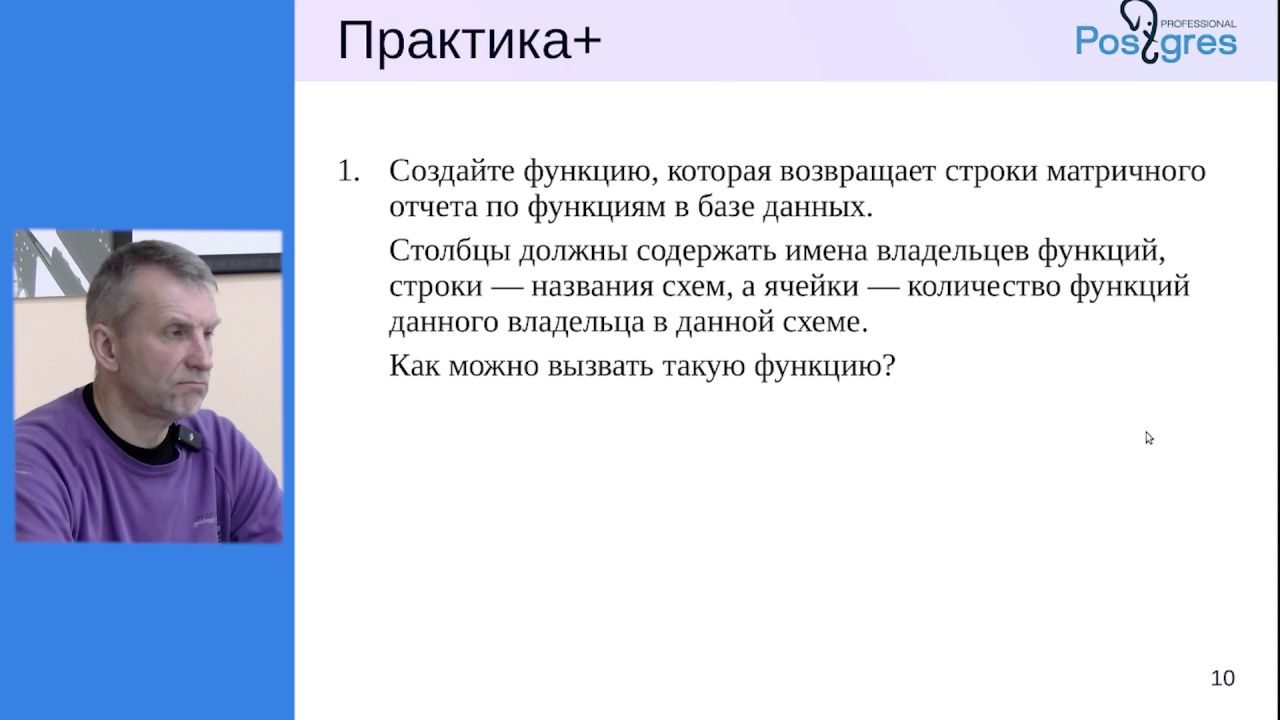 Практика+
PROFESSIONAL
Postgres
1. Создайте функцию, которая возвращает строки матричного
отчета по функциям в базе данных.
Столбцы должны содержать имена владельцев функций,
строки — названия схем, а ячейки — количество функций
данного владельца в данной схеме.
Как можно вызвать такую функцию?
10